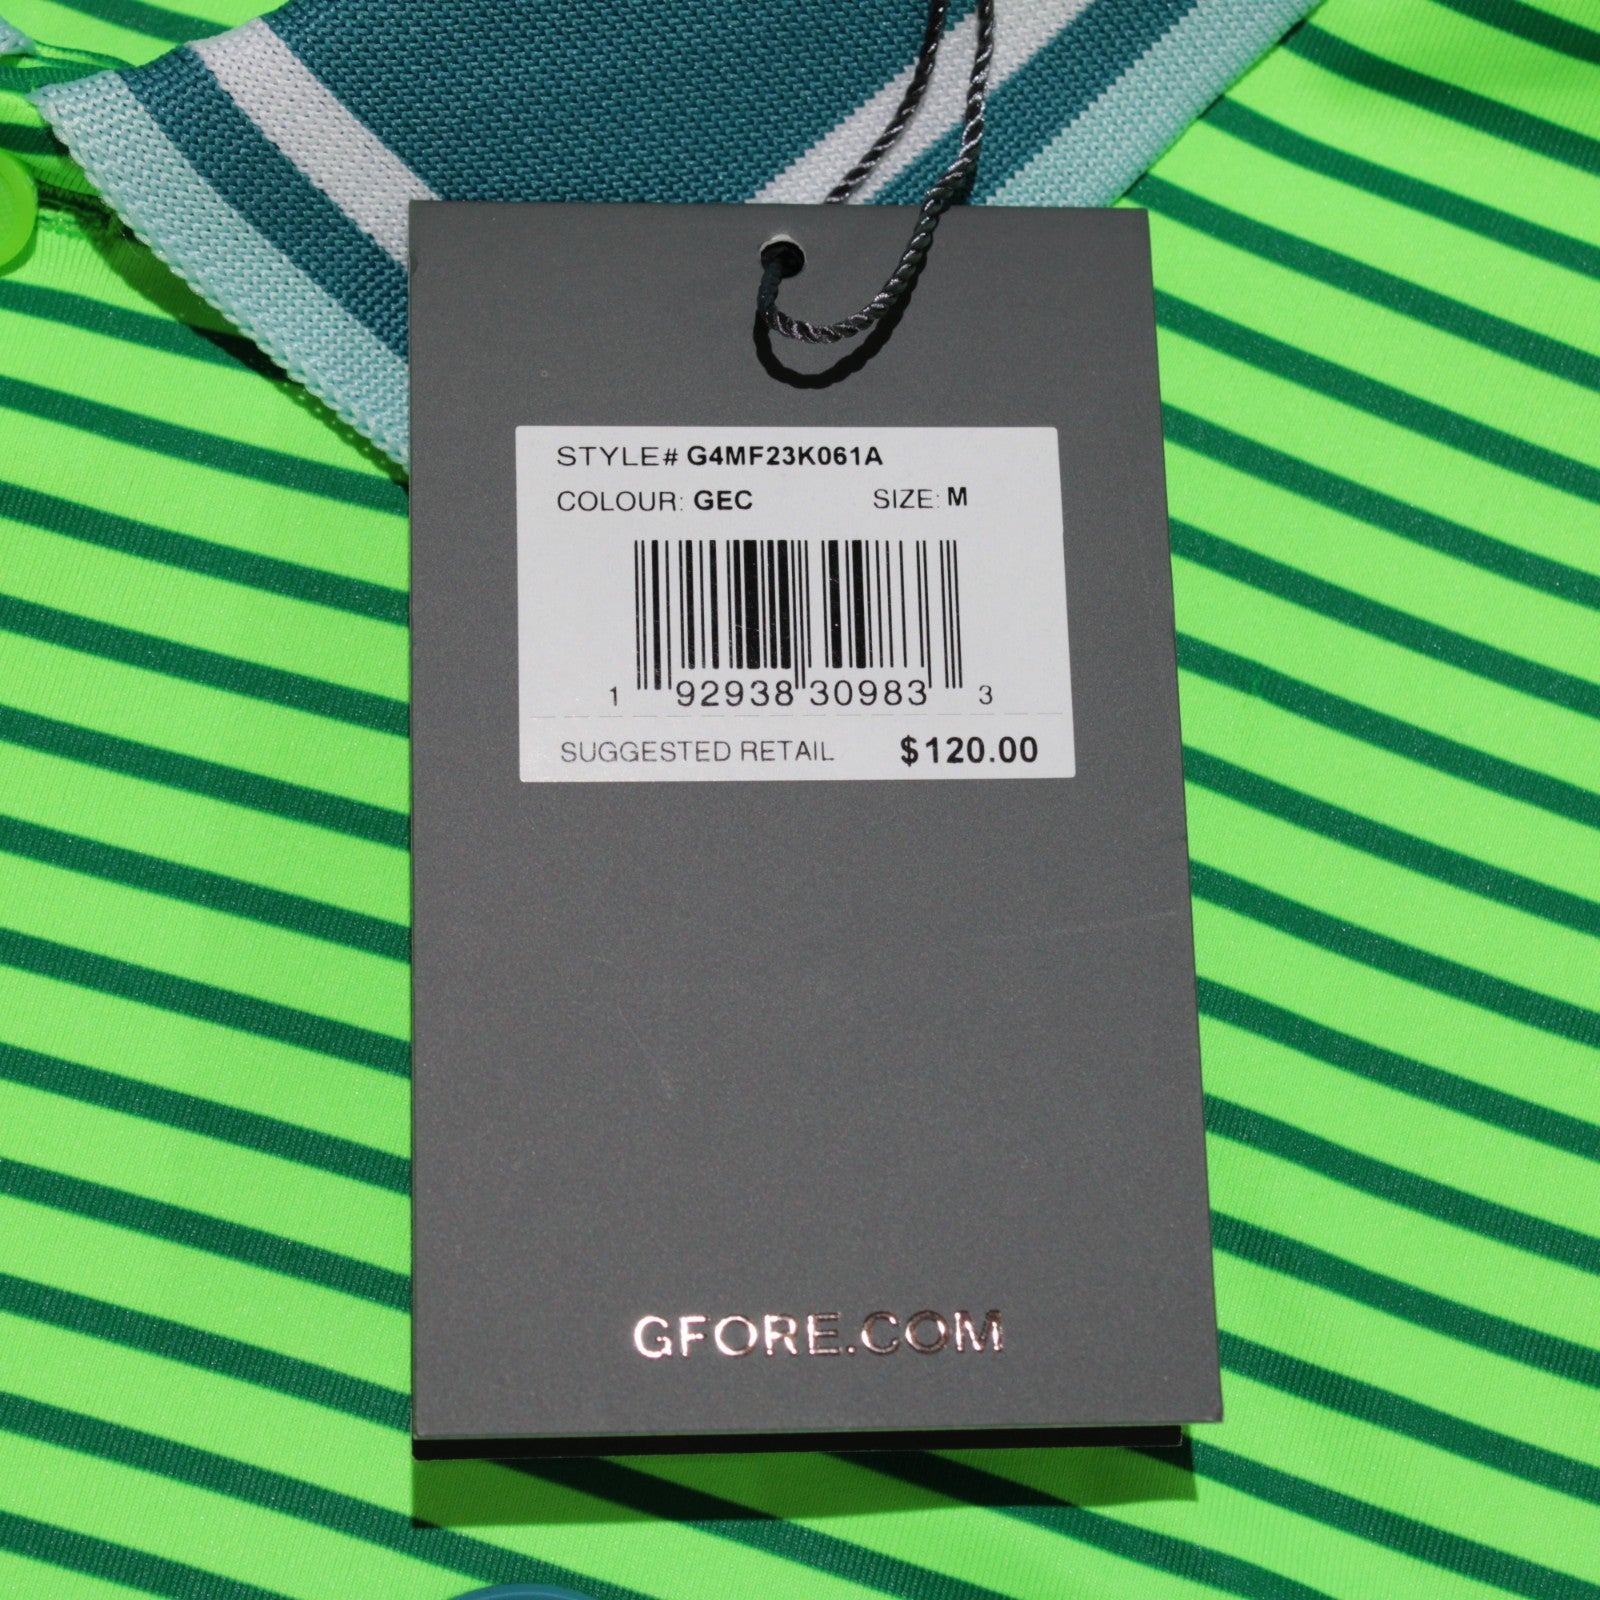 STYLE# G4MF23K061A
COLOUR: GEC SIZE: M
1 92938 30983 3
SUGGESTED RETAIL $120.00
GFORE.COM